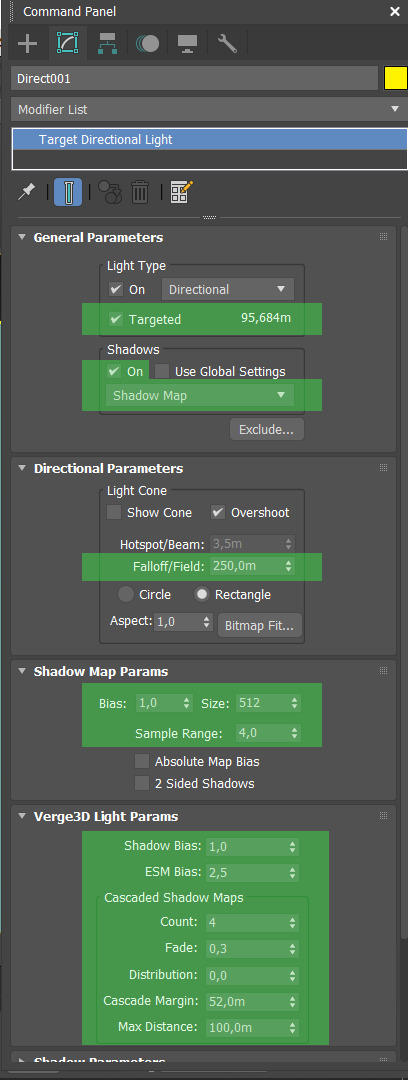 Command Panel
Direct001
Modifier List
Target Directional Light
General Parameters
Light Type
On Directional
Targeted 95,684m
Shadows
On Use Global Settings
Shadow Map
Exclude...
Directional Parameters
Light Cone
Show Cone Overshoot
Hotspot/Beam: 3,5m
Falloff/Field: 250,0m
Circle Rectangle
Aspect: 1,0 Bitmap Fit...
Shadow Map Params
Bias: 1,0 Size: 512
Sample Range: 4,0
Absolute Map Bias
2 Sided Shadows
Verge3D Light Params
Shadow Bias: 1,0
ESM Bias: 2,5
Cascaded Shadow Maps
Count: 4
Fade: 0,3
Distribution: 0,0
Cascade Margin: 52,0m
Max Distance: 100,0m
Shadow Parameters